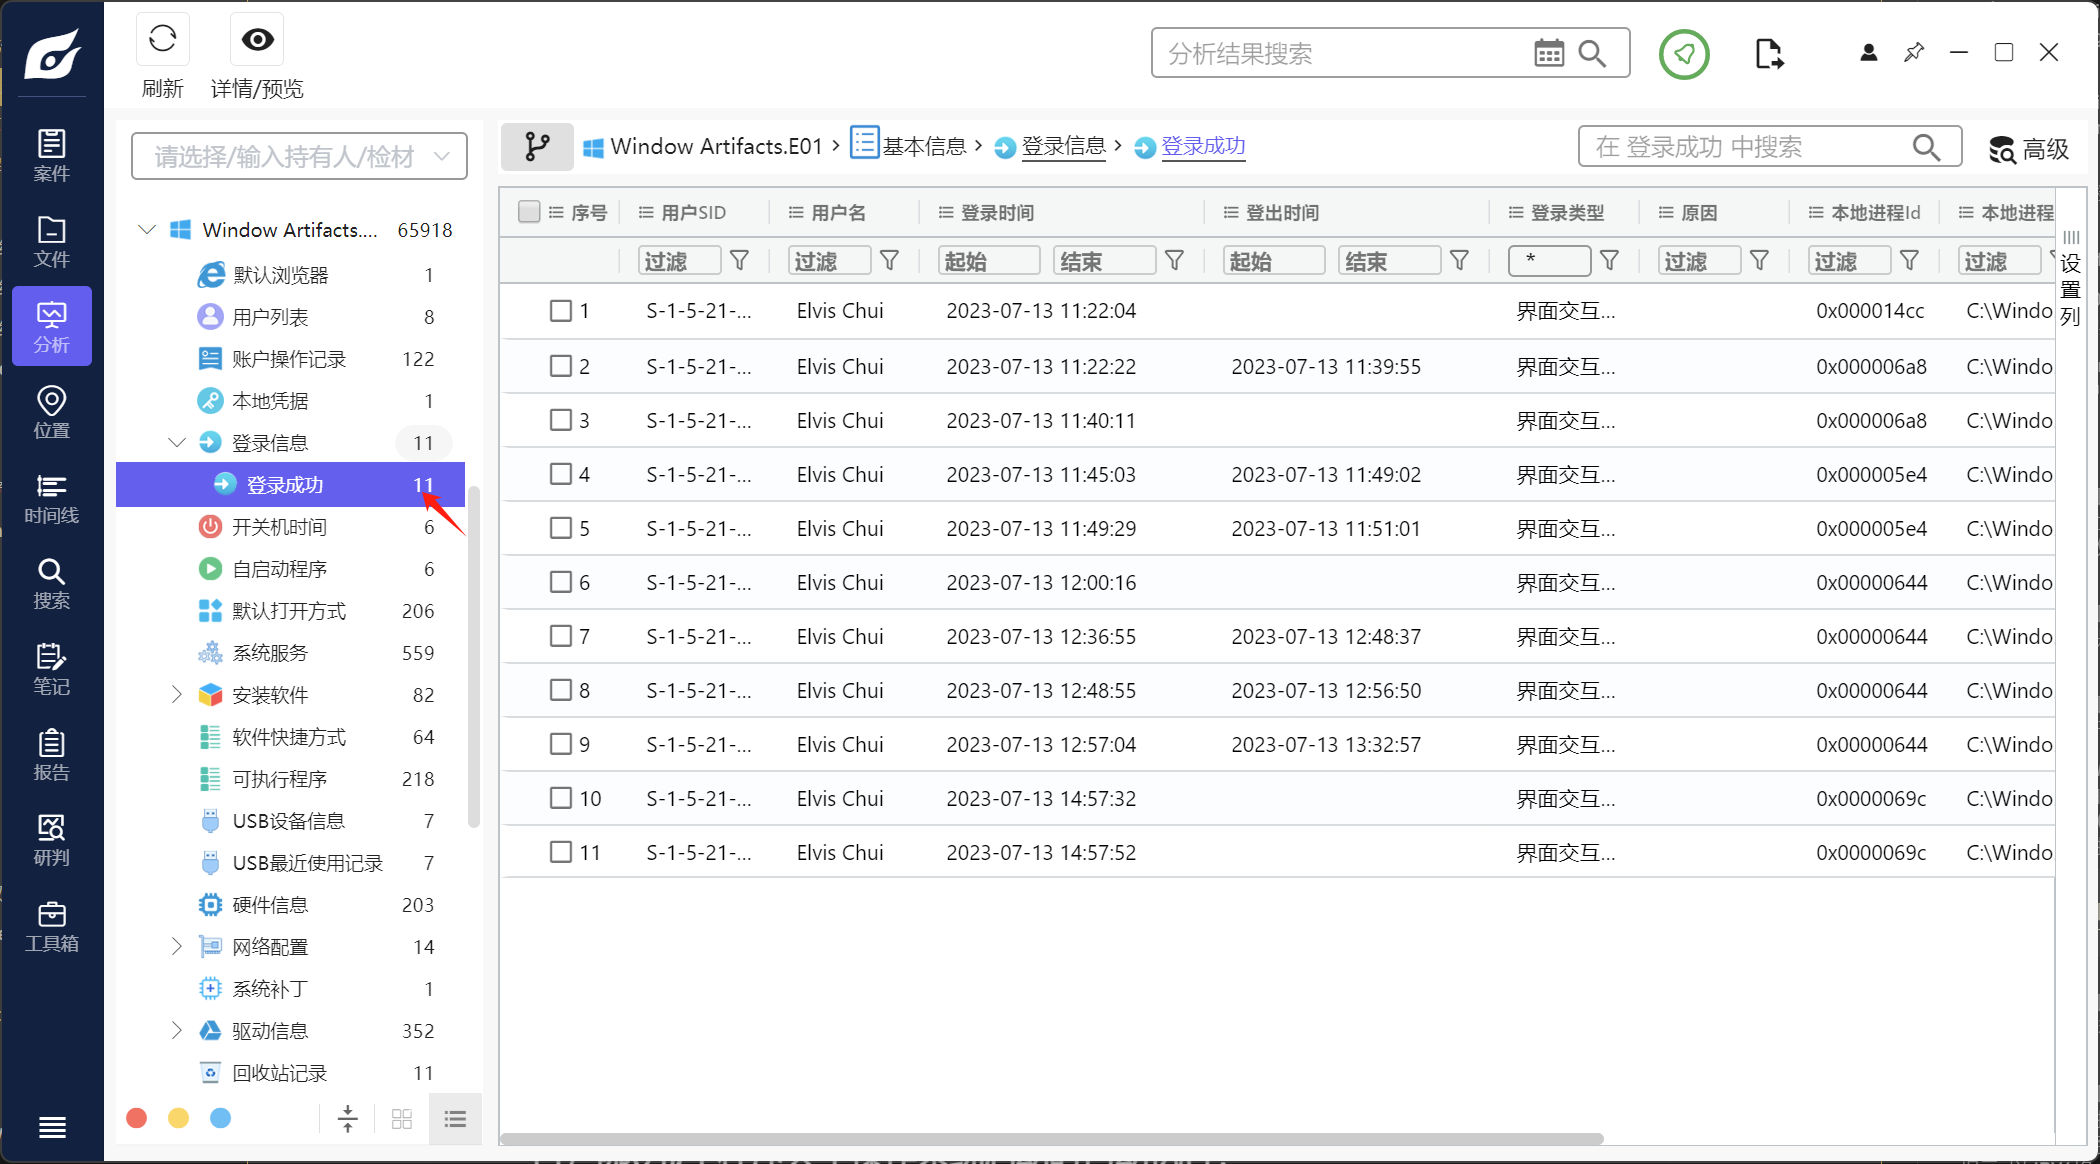 刷新
详情/预览
分析结果搜索
案件
文件
分析
位置
时间线
搜索
笔记
报告
研判
工具箱
请选择/输入持有人/检材
Window Artifacts.... 65918
默认浏览器 1
用户列表 8
账户操作记录 122
本地凭据 1
登录信息 11
登录成功 11
开关机时间 6
自启动程序 6
默认打开方式 206
系统服务 559
安装软件 82
软件快捷方式 64
可执行程序 218
USB设备信息 7
USB最近使用记录 7
硬件信息 203
网络配置 14
系统补丁 1
驱动信息 352
回收站记录 11
Window Artifacts.E01 > 基本信息 > 登录信息 > 登录成功
在 登录成功 中搜索
高级
序号 用户SID 用户名 登录时间 登出时间 登录类型 原因 本地进程Id 本地进程
过滤 过滤 起始 结束 起始 结束 * 过滤 过滤 过滤
1 S-1-5-21-... Elvis Chui 2023-07-13 11:22:04 界面交互... 0x000014cc C:\Windo
2 S-1-5-21-... Elvis Chui 2023-07-13 11:22:22 2023-07-13 11:39:55 界面交互... 0x000006a8 C:\Windo
3 S-1-5-21-... Elvis Chui 2023-07-13 11:40:11 界面交互... 0x000006a8 C:\Windo
4 S-1-5-21-... Elvis Chui 2023-07-13 11:45:03 2023-07-13 11:49:02 界面交互... 0x000005e4 C:\Windo
5 S-1-5-21-... Elvis Chui 2023-07-13 11:49:29 2023-07-13 11:51:01 界面交互... 0x000005e4 C:\Windo
6 S-1-5-21-... Elvis Chui 2023-07-13 12:00:16 界面交互... 0x00000644 C:\Windo
7 S-1-5-21-... Elvis Chui 2023-07-13 12:36:55 2023-07-13 12:48:37 界面交互... 0x00000644 C:\Windo
8 S-1-5-21-... Elvis Chui 2023-07-13 12:48:55 2023-07-13 12:56:50 界面交互... 0x00000644 C:\Windo
9 S-1-5-21-... Elvis Chui 2023-07-13 12:57:04 2023-07-13 13:32:57 界面交互... 0x00000644 C:\Windo
10 S-1-5-21-... Elvis Chui 2023-07-13 14:57:32 界面交互... 0x0000069c C:\Windo
11 S-1-5-21-... Elvis Chui 2023-07-13 14:57:52 界面交互... 0x0000069c C:\Windo
设置列